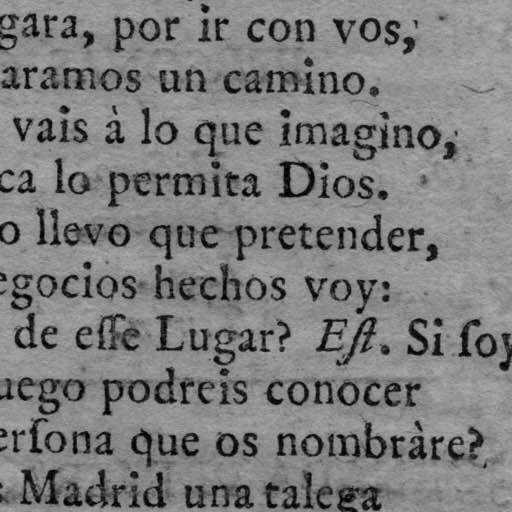 gara, por ir con vos,
aramos un camino.
vais à lo que imagino,
ca lo permita Dios.
o llevo que pretender,
egocios hechos voy:
de eſſe Lugar? Eſt. Si ſoy
uego podreis conocer
erſona que os nombràre?
: Madrid una talega